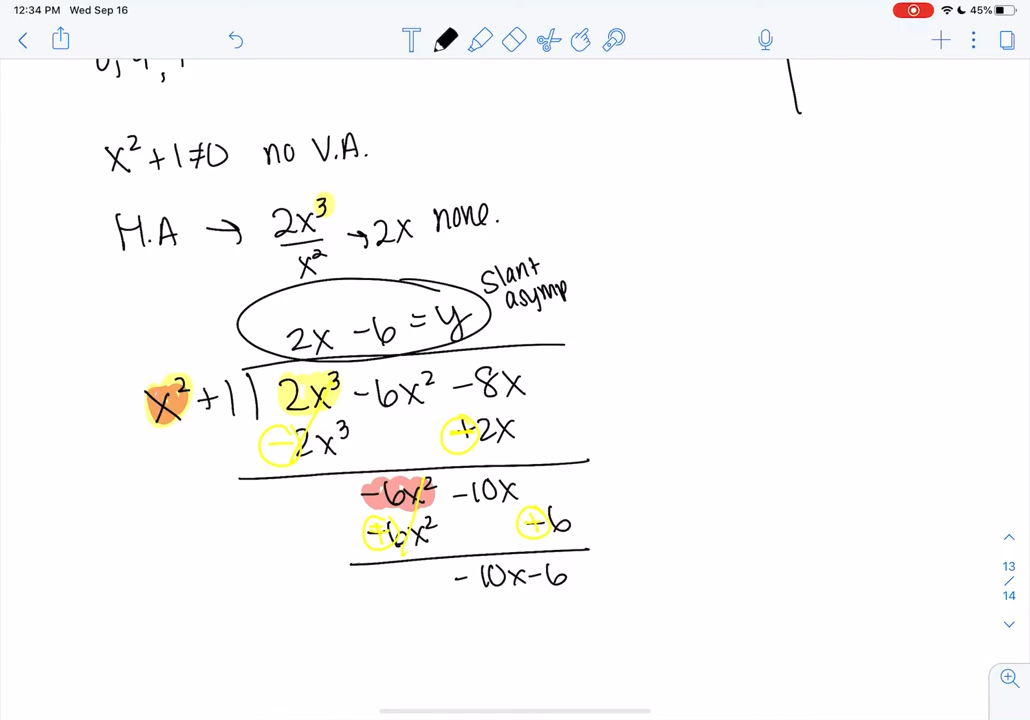 12:34 PM Wed Sep 16
45%
T
x² + 1 ≠ 0 no V.A.
H.A → 2x³/x² → 2x none.
Slant
asymp
2x - 6 = y
x² + 1 ) 2x³ - 6x² - 8x
- 2x³ + 2x
- 6x² - 10x
- 6x² - 6
- 10x - 6
13
/
14